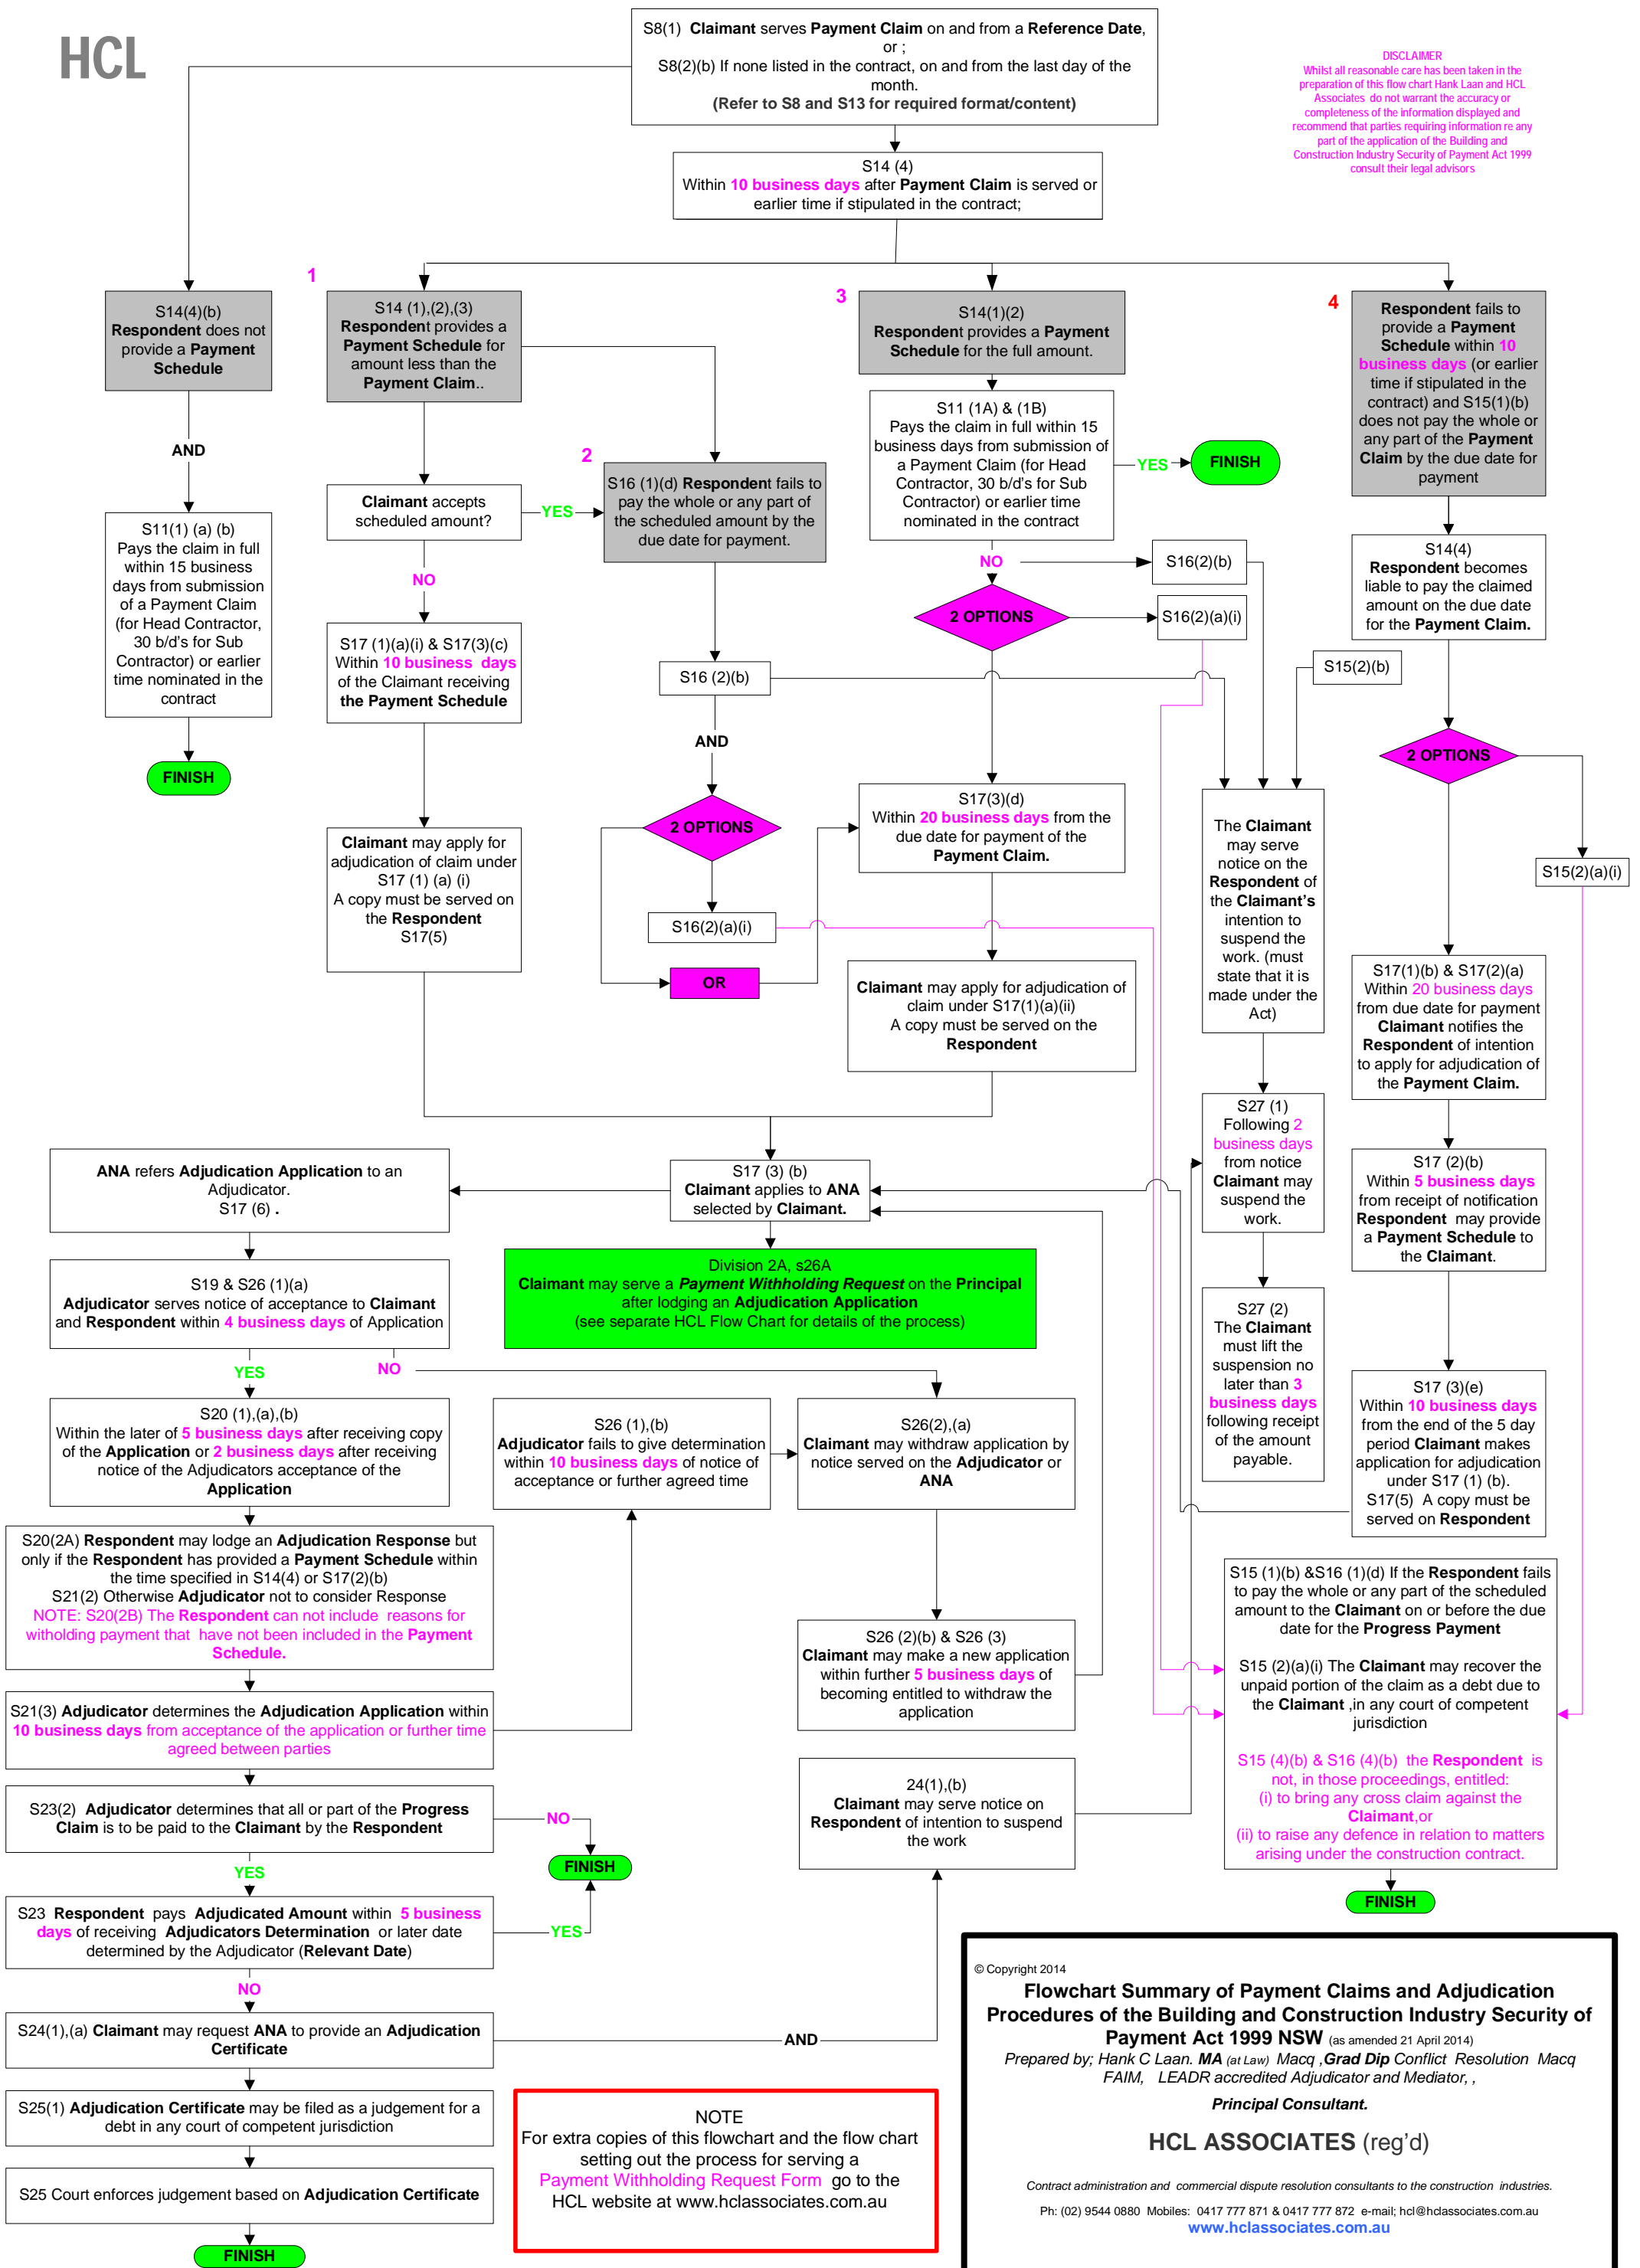 HCL
S8(1)  Claimant serves Payment Claim on and from a Reference Date,
or ;
S8(2)(b) If none listed in the contract, on and from the last day of the
month.
(Refer to S8 and S13 for required format/content)
DISCLAIMER
Whilst all reasonable care has been taken in the
preparation of this flow chart Hank Laan and HCL
Associates  do not warrant the accuracy or
completeness of the information displayed and
recommend that parties requiring information re any
part of the application of the Building and
Construction Industry Security of Payment Act 1999
consult their legal advisors
S14 (4)
Within 10 business days after Payment Claim is served or
earlier time if stipulated in the contract;
S14(4)(b)
Respondent does not
provide a Payment
Schedule
AND
S11(1) (a) (b)
Pays the claim in full
within 15 business
days from submission
of a Payment Claim
(for Head Contractor,
30 b/d's for Sub
Contractor) or earlier
time nominated in the
contract
FINISH
1
S14 (1),(2),(3)
Respondent provides a
Payment Schedule for
amount less than the
Payment Claim..
Claimant accepts
scheduled amount?
YES
NO
S17 (1)(a)(i) & S17(3)(c)
Within 10 business  days
of the Claimant receiving
the Payment Schedule
Claimant may apply for
adjudication of claim under
S17 (1) (a) (i)
A copy must be served on
the Respondent
S17(5)
2
S16 (1)(d) Respondent fails to
pay the whole or any part of
the scheduled amount by the
due date for payment.
S16 (2)(b)
AND
2 OPTIONS
S16(2)(a)(i)
OR
3
S14(1)(2)
Respondent provides a Payment
Schedule for the full amount.
S11 (1A) & (1B)
Pays the claim in full within 15
business days from submission of
a Payment Claim (for Head
Contractor, 30 b/d's for Sub
Contractor) or earlier time
nominated in the contract
YES
FINISH
NO
S16(2)(b)
2 OPTIONS
S16(2)(a)(i)
S17(3)(d)
Within 20 business days from the
due date for payment of the
Payment Claim.
Claimant may apply for adjudication of
claim under S17(1)(a)(ii)
A copy must be served on the
Respondent
4
Respondent fails to
provide a Payment
Schedule within 10
business days (or earlier
time if stipulated in the
contract) and S15(1)(b)
does not pay the whole or
any part of the Payment
Claim by the due date for
payment
S14(4)
Respondent becomes
liable to pay the claimed
amount on the due date
for the Payment Claim.
S15(2)(b)
2 OPTIONS
S15(2)(a)(i)
The Claimant
may serve
notice on the
Respondent of
the Claimant's
intention to
suspend the
work. (must
state that it is
made under the
Act)
S27 (1)
Following 2
business days
from notice
Claimant may
suspend the
work.
S27 (2)
The Claimant
must lift the
suspension no
later than 3
business days
following receipt
of the amount
payable.
S17(1)(b) & S17(2)(a)
Within 20 business days
from due date for payment
Claimant notifies the
Respondent of intention
to apply for adjudication of
the Payment Claim.
S17 (2)(b)
Within 5 business days
from receipt of notification
Respondent  may provide
a Payment Schedule to
the Claimant.
S17 (3)(e)
Within 10 business days
from the end of the 5 day
period Claimant makes
application for adjudication
under S17 (1) (b).
S17(5)  A copy must be
served on Respondent
S17 (3) (b)
Claimant applies to ANA
selected by Claimant.
Division 2A, s26A
Claimant may serve a Payment Withholding Request on the Principal
after lodging an Adjudication Application
(see separate HCL Flow Chart for details of the process)
ANA refers Adjudication Application to an
Adjudicator.
S17 (6) .
S19 & S26 (1)(a)
Adjudicator serves notice of acceptance to Claimant
and Respondent within 4 business days of Application
YES
NO
S20 (1),(a),(b)
Within the later of 5 business days after receiving copy
of the Application or 2 business days after receiving
notice of the Adjudicators acceptance of the
Application
S26 (1),(b)
Adjudicator fails to give determination
within 10 business days of notice of
acceptance or further agreed time
S26(2),(a)
Claimant may withdraw application by
notice served on the Adjudicator or
ANA
S20(2A) Respondent may lodge an Adjudication Response but
only if the Respondent has provided a Payment Schedule within
the time specified in S14(4) or S17(2)(b)
S21(2) Otherwise Adjudicator not to consider Response
NOTE: S20(2B) The Respondent can not include  reasons for
witholding payment that  have not been included in the Payment
Schedule.
S26 (2)(b) & S26 (3)
Claimant may make a new application
within further 5 business days of
becoming entitled to withdraw the
application
S21(3) Adjudicator determines the Adjudication Application within
10 business days from acceptance of the application or further time
agreed between parties
S23(2)  Adjudicator determines that all or part of the Progress
Claim is to be paid to the Claimant by the Respondent
NO
FINISH
YES
YES
S23  Respondent  pays  Adjudicated Amount within  5 business
days of receiving  Adjudicators Determination  or later date
determined by the Adjudicator (Relevant Date)
NO
S24(1),(a) Claimant may request ANA to provide an Adjudication
Certificate
AND
24(1),(b)
Claimant may serve notice on
Respondent of intention to suspend
the work
S25(1) Adjudication Certificate may be filed as a judgement for a
debt in any court of competent jurisdiction
S25 Court enforces judgement based on Adjudication Certificate
FINISH
S15 (1)(b) &S16 (1)(d) If the Respondent fails
to pay the whole or any part of the scheduled
amount to the Claimant on or before the due
date for the Progress Payment
S15 (2)(a)(i) The Claimant may recover the
unpaid portion of the claim as a debt due to
the Claimant ,in any court of competent
jurisdiction
S15 (4)(b) & S16 (4)(b)  the Respondent  is
not, in those proceedings, entitled:
(i) to bring any cross claim against the
Claimant,or
(ii) to raise any defence in relation to matters
arising under the construction contract.
FINISH
NOTE
For extra copies of this flowchart and the flow chart
setting out the process for serving a
Payment Withholding Request Form  go to the
HCL website at www.hclassociates.com.au
© Copyright 2014
Flowchart Summary of Payment Claims and Adjudication
Procedures of the Building and Construction Industry Security of
Payment Act 1999 NSW (as amended 21 April 2014)
Prepared by; Hank C Laan. MA (at Law)  Macq ,Grad Dip Conflict  Resolution  Macq
FAIM,   LEADR accredited Adjudicator and Mediator, ,
Principal Consultant.
HCL ASSOCIATES (reg'd)
Contract administration and  commercial dispute resolution consultants to the construction  industries.
Ph: (02) 9544 0880  Mobiles:  0417 777 871 & 0417 777 872  e-mail; hcl@hclassociates.com.au
www.hclassociates.com.au